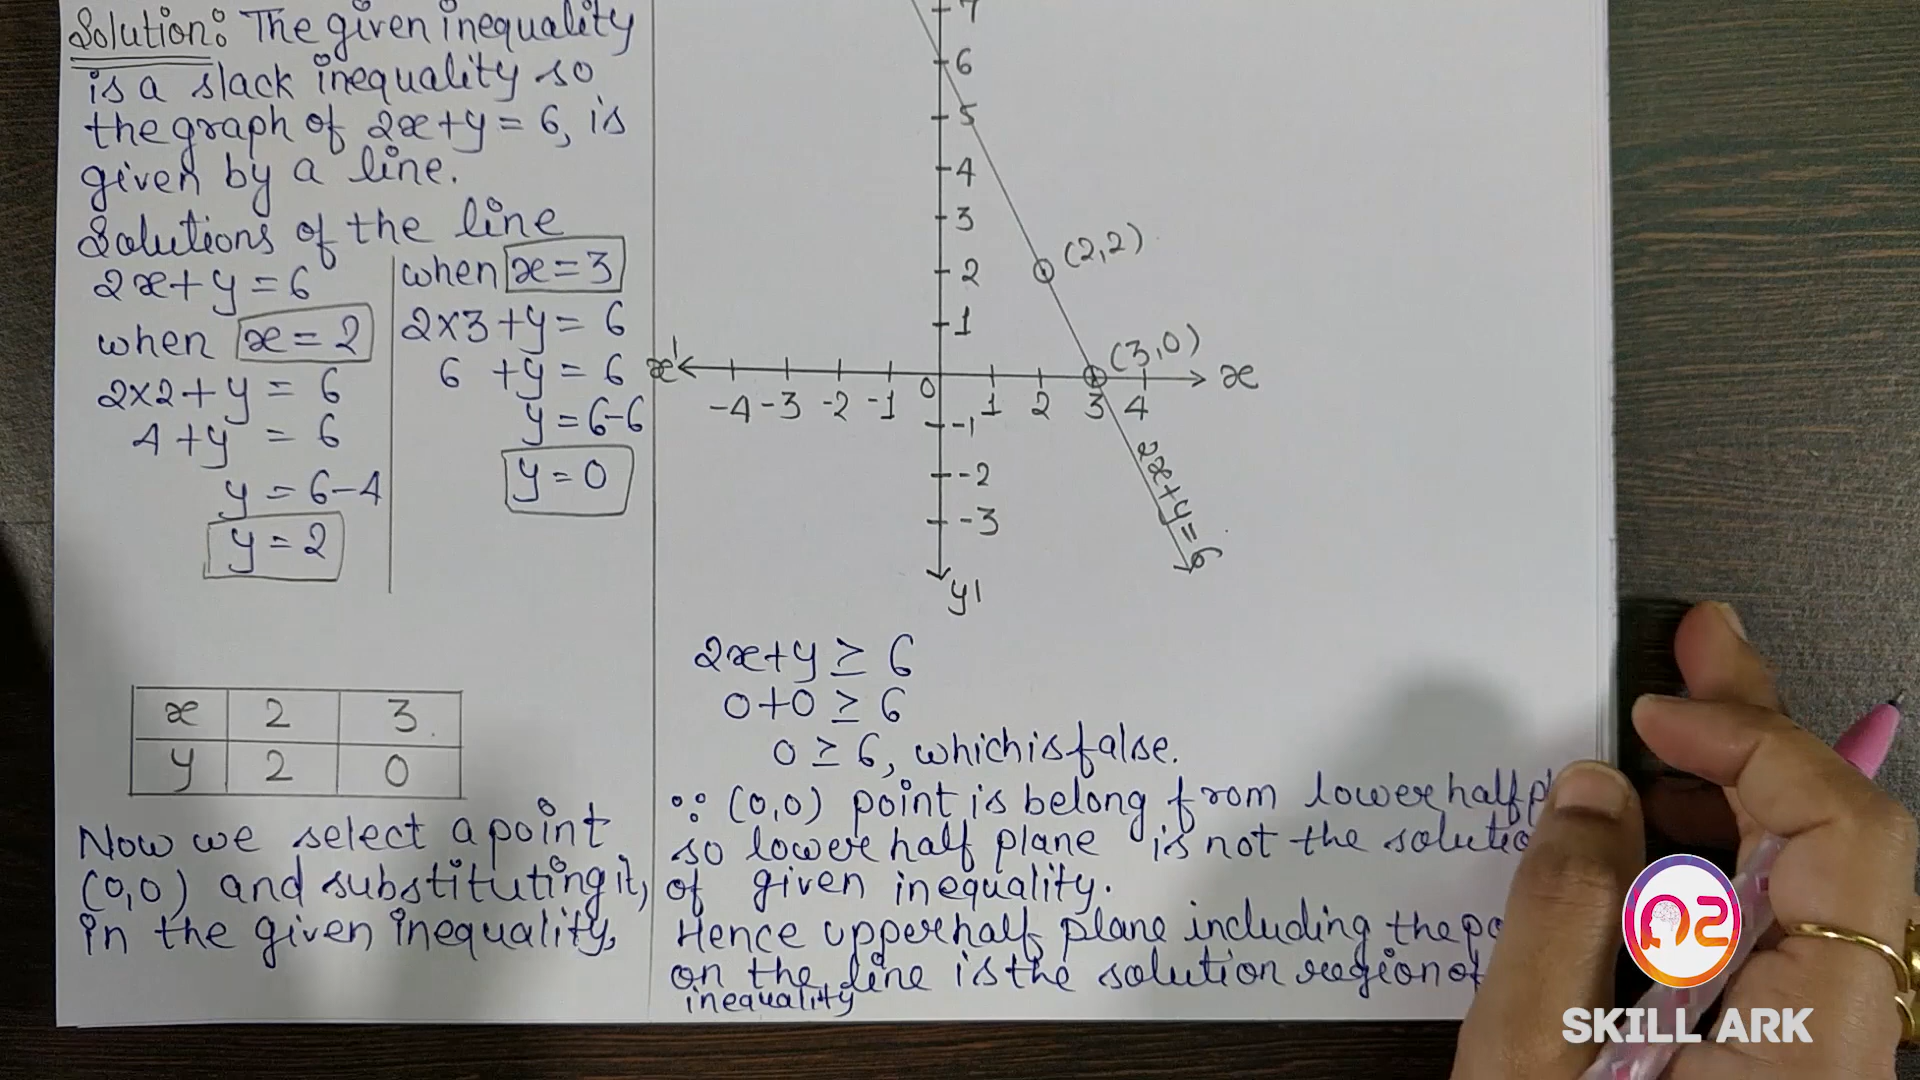 Solution: The given inequality
is a slack inequality so
the graph of 2x+y=6, is
given by a line.
Solutions of the line
2x+y=6
when x=2
2×2+y=6
4+y=6
y=6-4
y=2
when x=3
2×3+y=6
6+y=6
y=6-6
y=0
x 2 3
y 2 0
Now we select a point
(0,0) and substituting it,
in the given inequality,
7
6
5
4
3
(2,2)
2
1
(3,0)
x' x
0
-4 -3 -2 -1 1 2 3 4
-1
-2
-3
2x+y=6
y'
2x+y ≥ 6
0+0 ≥ 6
0 ≥ 6, which is false.
∵ (0,0) point is belong from lower half
so lower half plane is not the
of given inequality.
Hence upper half plane including the
on the line is the solution region of
inequality
SKILL ARK